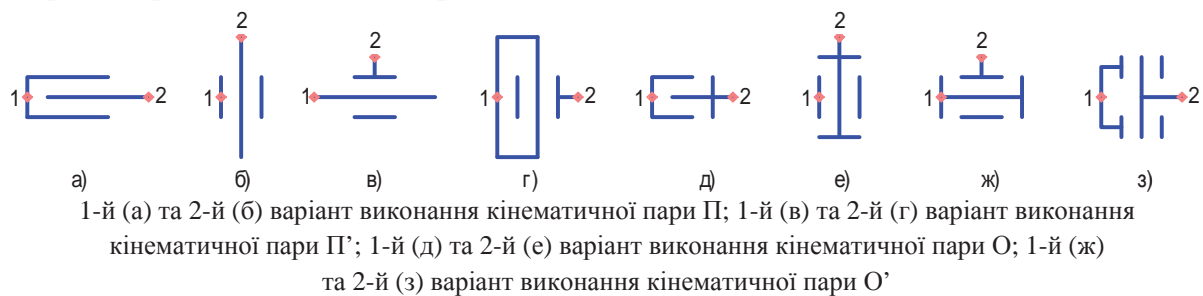 2 2 2 2 2
1 2 1 1 1 2 1 2 1 1 1 2
а) б) в) г) д) е) ж) з)
1-й (а) та 2-й (б) варіант виконання кінематичної пари П; 1-й (в) та 2-й (г) варіант виконання
кінематичної пари П’; 1-й (д) та 2-й (е) варіант виконання кінематичної пари О; 1-й (ж)
та 2-й (з) варіант виконання кінематичної пари О’